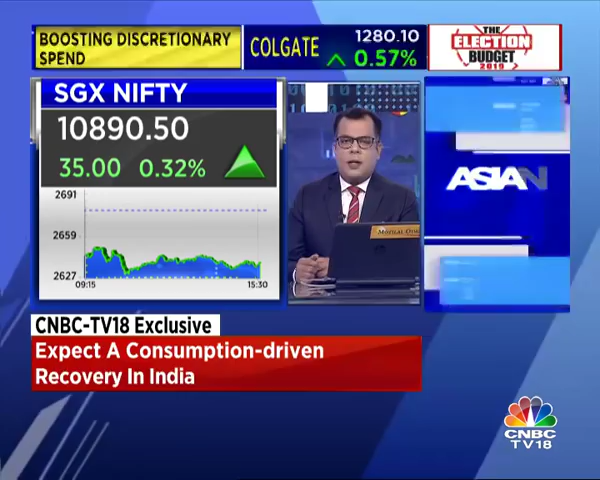 BOOSTING DISCRETIONARY
SPEND
COLGATE
1280.10
0.57%
THE
ELECTION
BUDGET
2019
SGX NIFTY
10890.50
35.00 0.32%
2691
2659
2627
09:15
15:30
ASIAN
CNBC-TV18 Exclusive
Expect A Consumption-driven
Recovery In India
CNBC
TV18